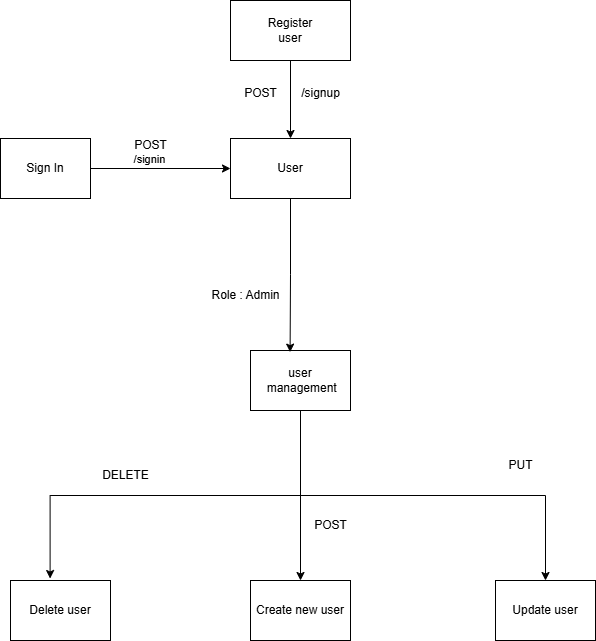 Register
user
POST
/signup
POST
/signin
Sign In
User
Role : Admin
user
management
DELETE
PUT
POST
Delete user
Create new user
Update user